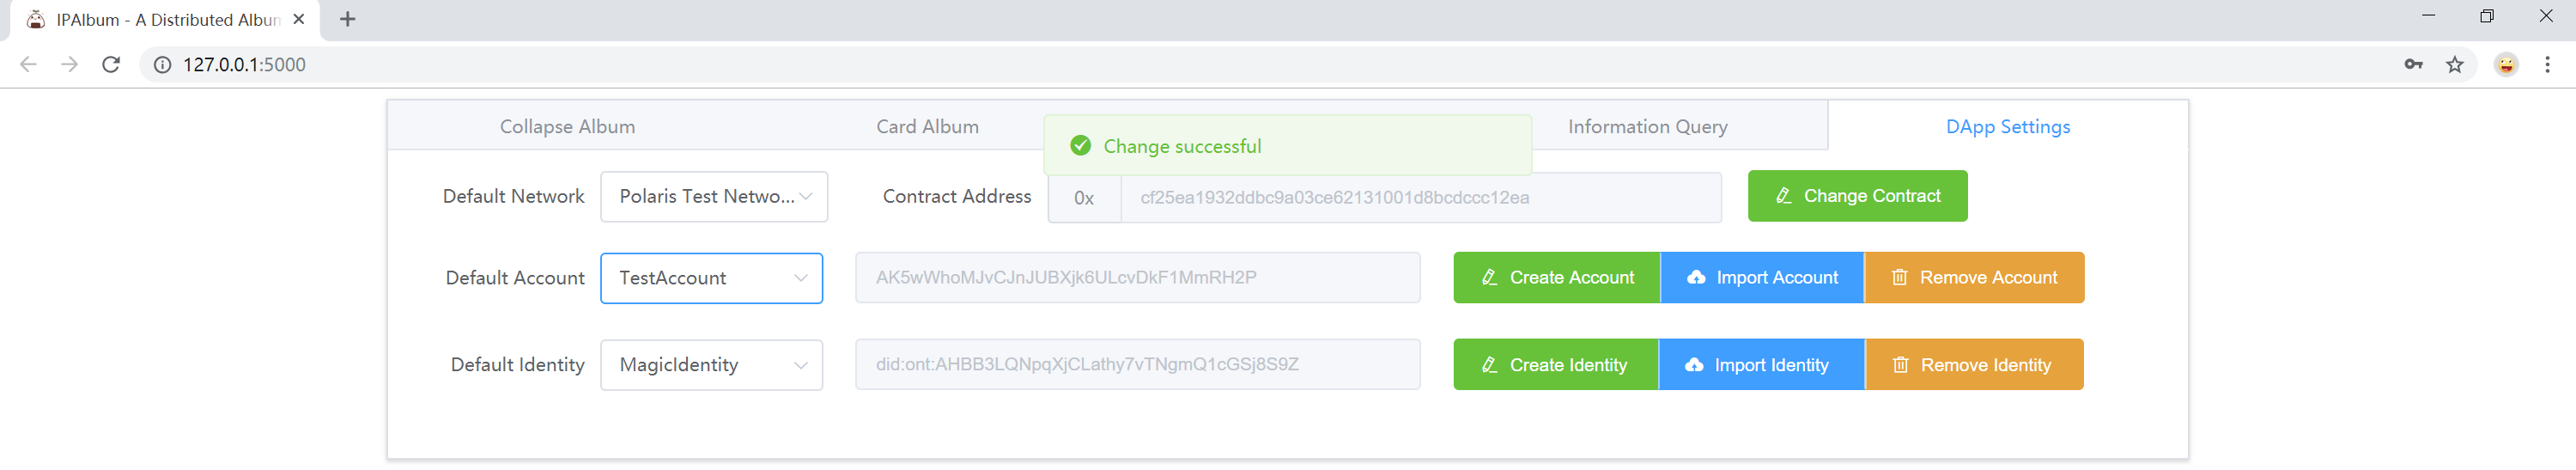 IPAlbum - A Distributed Album
127.0.0.1:5000
Collapse Album
Card Album
Information Query
DApp Settings
Change successful
Default Network
Polaris Test Netwo...
Contract Address
0x
cf25ea1932ddbc9a03ce62131001d8bcdccc12ea
Change Contract
Default Account
TestAccount
AK5wWhoMJvCJnJUBXjk6ULcvDkF1MmRH2P
Create Account
Import Account
Remove Account
Default Identity
MagicIdentity
did:ont:AHBB3LQNpqXjCLathy7vTNgmQ1cGSj8S9Z
Create Identity
Import Identity
Remove Identity